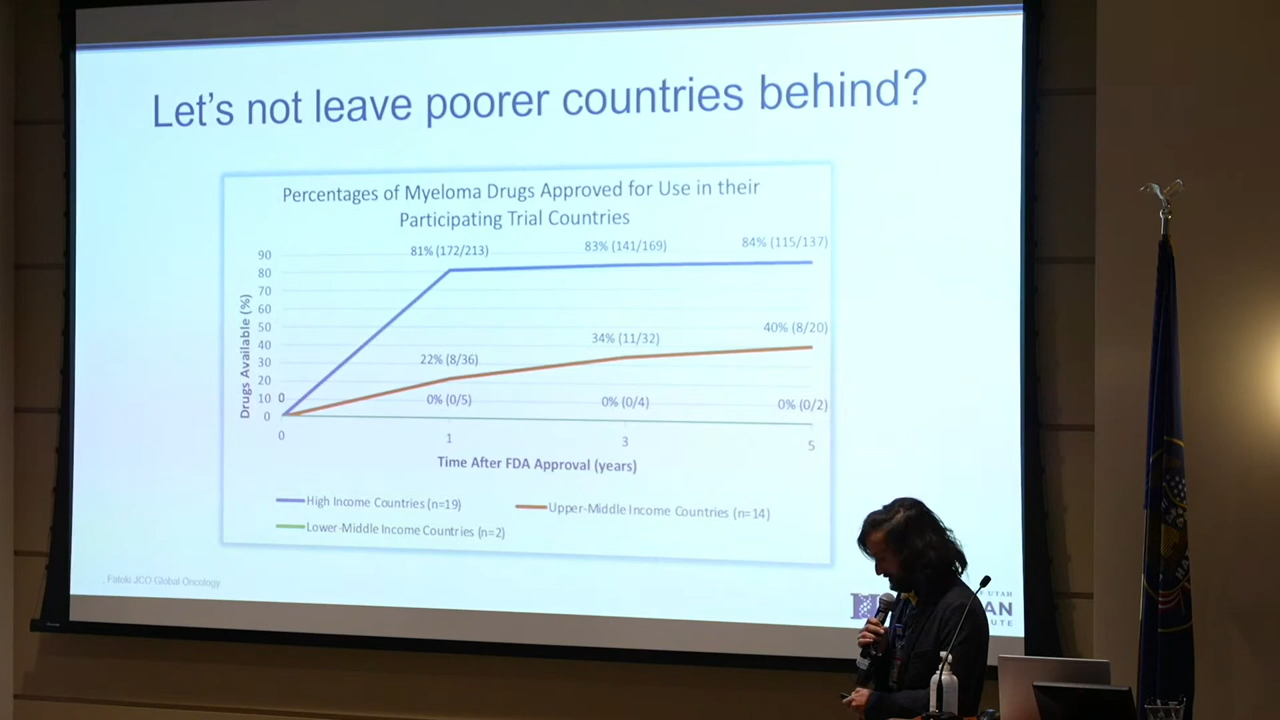 Let's not leave poorer countries behind?
Percentages of Myeloma Drugs Approved for Use in their
Participating Trial Countries
Drugs Available (%)
90
80
70
60
50
40
30
20
10
0
81% (172/213)
83% (141/169)
84% (115/137)
22% (8/36)
34% (11/32)
40% (8/20)
0
0% (0/5)
0% (0/4)
0% (0/2)
0
1
3
5
Time After FDA Approval (years)
High Income Countries (n=19)
Upper-Middle Income Countries (n=14)
Lower-Middle Income Countries (n=2)
. Fatoki JCO Global Oncology
H
F UTAH
AN
UTE